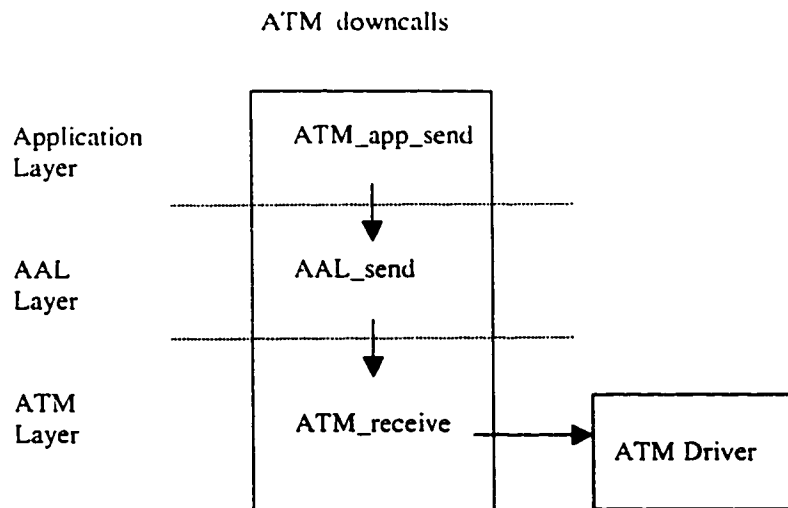 ATM downcalls
Application
Layer
ATM_app_send
AAL
Layer
AAL_send
ATM
Layer
ATM_receive
ATM Driver